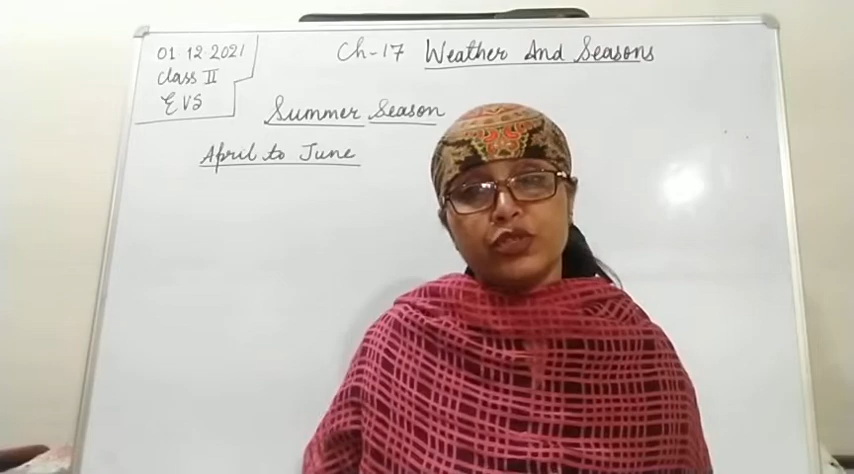 01 12 2021
Class II
EVS
Ch-17 Weather And Seasons
Summer Season
April to June